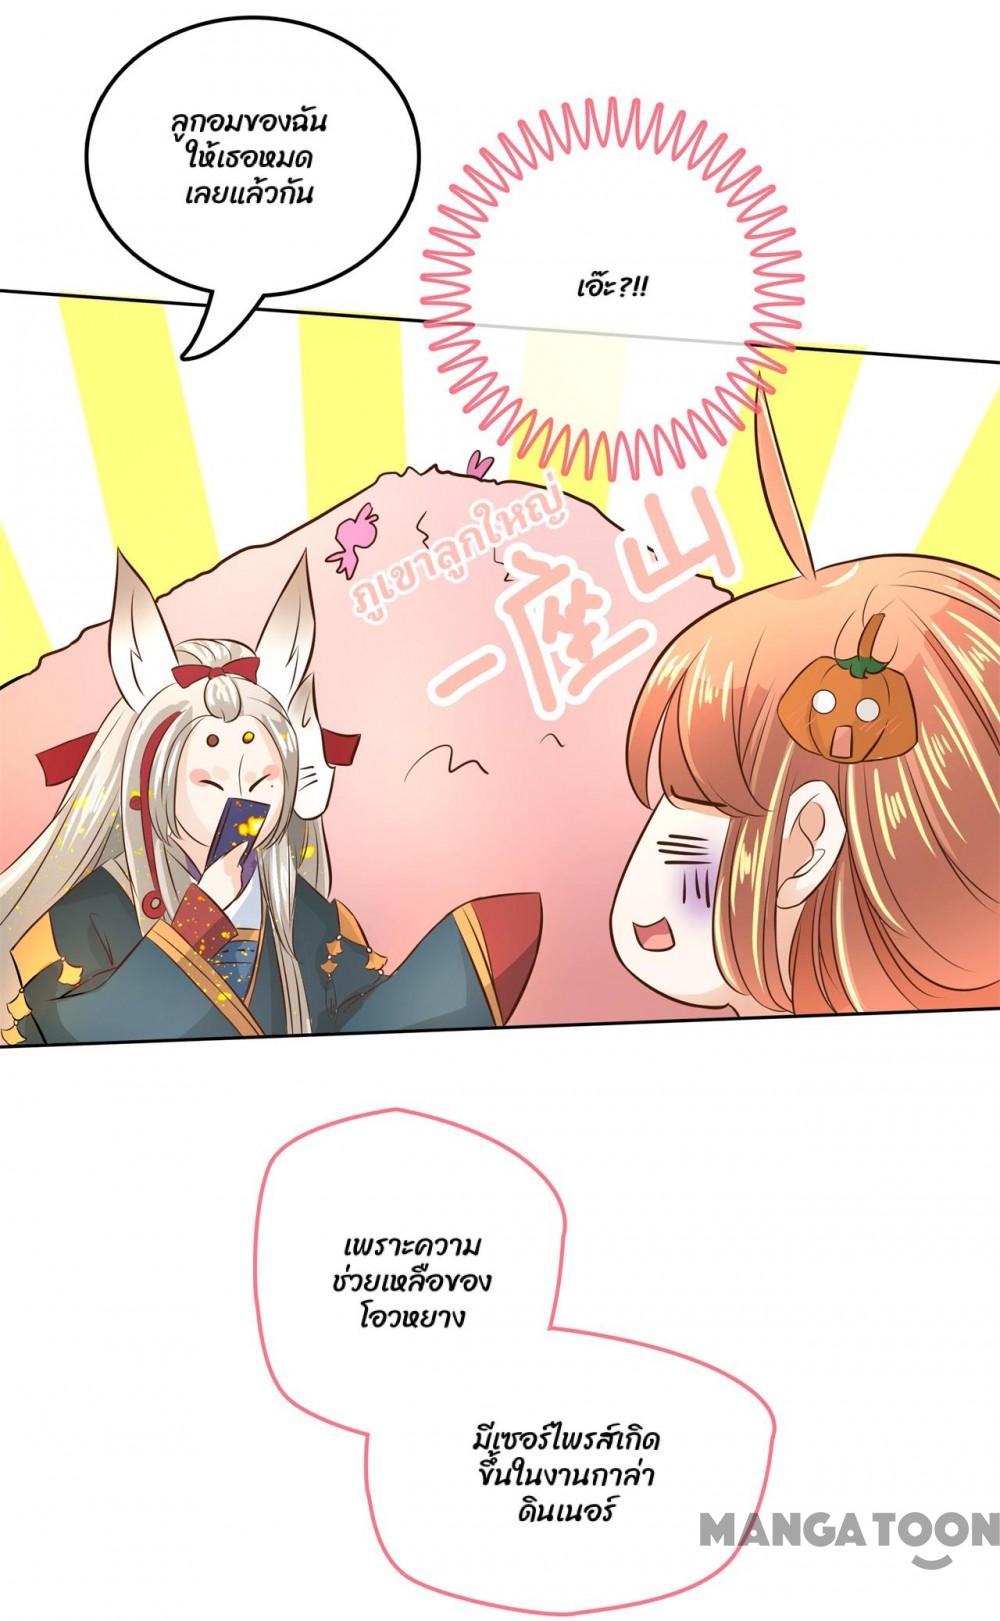 ลูกอมของฉัน
ให้เธอหมด
เลยแล้วกัน
เอ๊ะ?!!
ภูเขาลูกใหญ่
一座山
เพราะความ
ช่วยเหลือของ
โอวหยาง
มีเซอร์ไพรส์เกิด
ขึ้นในงานกาล่า
ดินเนอร์
MANGATOON